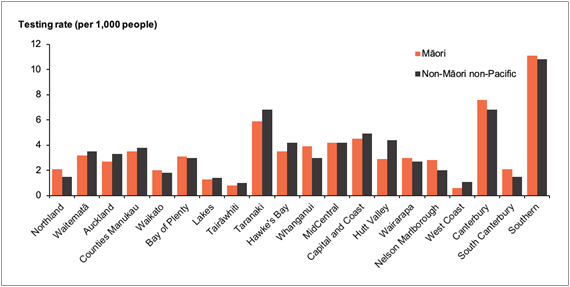 Testing rate (per 1,000 people)
12
10
8
6
4
2
0
Māori
Non-Māori non-Pacific
Northland
Waitematā
Auckland
Counties Manukau
Waikato
Bay of Plenty
Lakes
Tairāwhiti
Taranaki
Hawke's Bay
Whanganui
MidCentral
Capital and Coast
Hutt Valley
Wairarapa
Nelson Marlborough
West Coast
Canterbury
South Canterbury
Southern